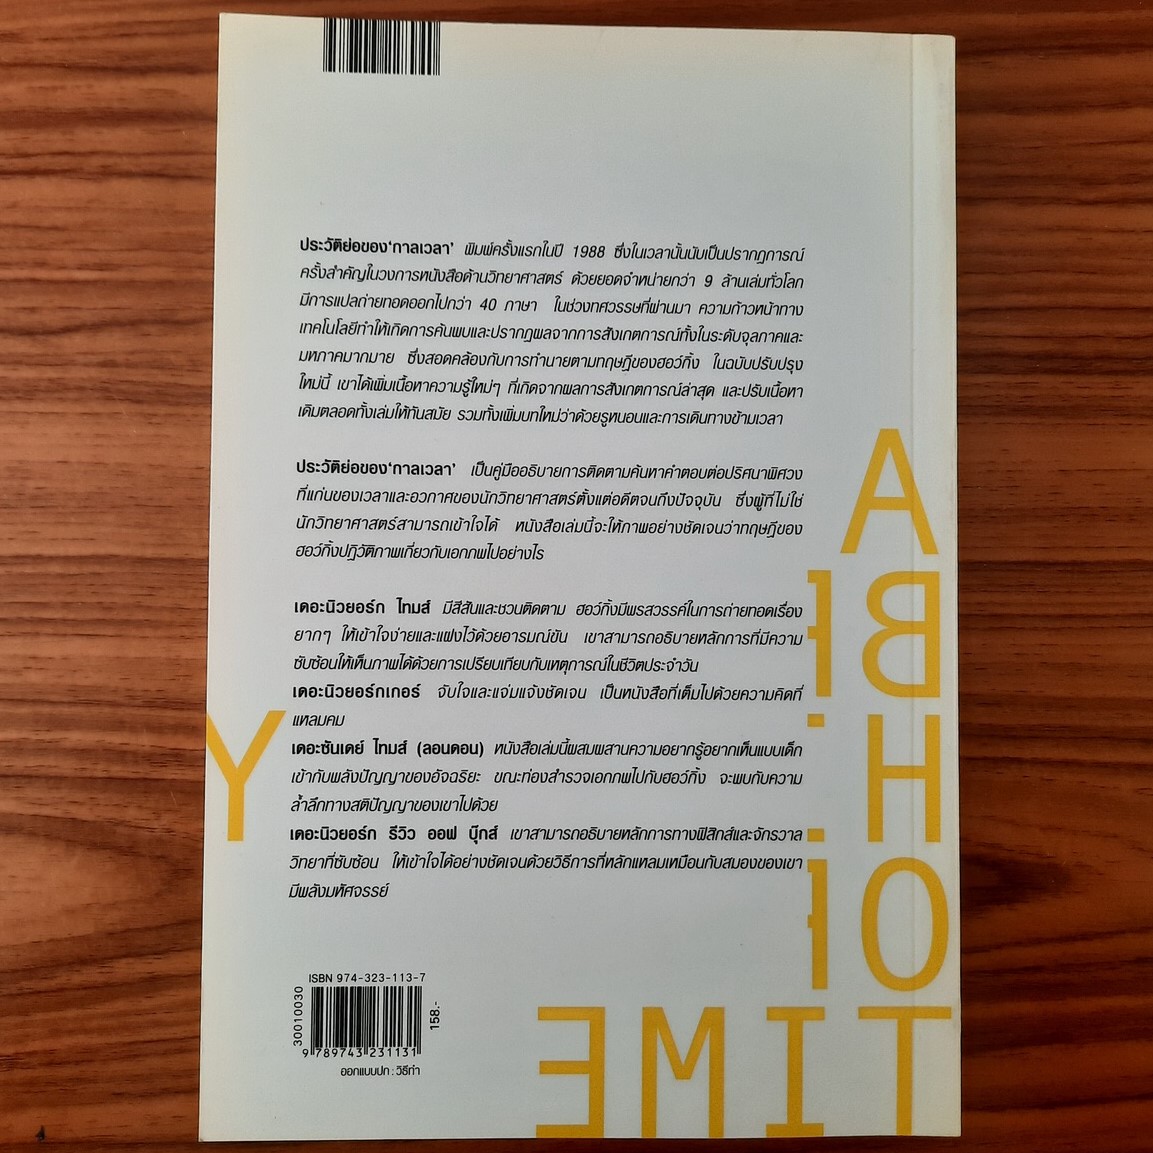 ประวัติย่อของ‘กาลเวลา’ พิมพ์ครั้งแรกในปี 1988 ซึ่งในเวลานั้นนับเป็นปรากฏการณ์
ครั้งสำคัญในวงการหนังสือด้านวิทยาศาสตร์ ด้วยยอดจำหน่ายกว่า 9 ล้านเล่มทั่วโลก
มีการแปลถ่ายทอดออกไปกว่า 40 ภาษา ในช่วงทศวรรษที่ผ่านมา ความก้าวหน้าทาง
เทคโนโลยีทำให้เกิดการค้นพบและปรากฏผลจากการสังเกตการณ์ทั้งในระดับจุลภาคและ
มหภาคมากมาย ซึ่งสอดคล้องกับการทำนายตามทฤษฎีของฮอว์กิ้ง ในฉบับปรับปรุง
ใหม่นี้ เขาได้เพิ่มเนื้อหาความรู้ใหม่ๆ ที่เกิดจากผลการสังเกตการณ์ล่าสุด และปรับเนื้อหา
เดิมตลอดทั้งเล่มให้ทันสมัย รวมทั้งเพิ่มบทใหม่ว่าด้วยรูหนอนและการเดินทางข้ามเวลา
ประวัติย่อของ‘กาลเวลา’ เป็นคู่มืออธิบายการติดตามค้นหาคำตอบต่อปริศนาพิศวง
ที่แก่นของเวลาและอวกาศของนักวิทยาศาสตร์ตั้งแต่อดีตจนถึงปัจจุบัน ซึ่งผู้ที่ไม่ใช่
นักวิทยาศาสตร์สามารถเข้าใจได้ หนังสือเล่มนี้จะให้ภาพอย่างชัดเจนว่าทฤษฎีของ
ฮอว์กิ้งปฏิวัติภาพเกี่ยวกับเอกภพไปอย่างไร
เดอะนิวยอร์ก ไทมส์ มีสีสันและชวนติดตาม ฮอว์กิ้งมีพรสวรรค์ในการถ่ายทอดเรื่อง
ยากๆ ให้เข้าใจง่ายและแฝงไว้ด้วยอารมณ์ขัน เขาสามารถอธิบายหลักการที่มีความ
ซับซ้อนให้เห็นภาพได้ด้วยการเปรียบเทียบกับเหตุการณ์ในชีวิตประจำวัน
เดอะนิวยอร์กเกอร์ จับใจและแจ่มแจ้งชัดเจน เป็นหนังสือที่เต็มไปด้วยความคิดที่
แหลมคม
เดอะซันเดย์ ไทมส์ (ลอนดอน) หนังสือเล่มนี้ผสมผสานความอยากรู้อยากเห็นแบบเด็ก
เข้ากับพลังปัญญาของอัจฉริยะ ขณะท่องสำรวจเอกภพไปกับฮอว์กิ้ง จะพบกับความ
ล้ำลึกทางสติปัญญาของเขาไปด้วย
เดอะนิวยอร์ก รีวิว ออฟ บุ๊กส์ เขาสามารถอธิบายหลักการทางฟิสิกส์และจักรวาล
วิทยาที่ซับซ้อน ให้เข้าใจได้อย่างชัดเจนด้วยวิธีการที่หลักแหลมเหมือนกับสมองของเขา
มีพลังมหัศจรรย์
A
B
H
Y
O
TIME
ISBN 974-323-113-7
30010030
158.-
9 789743 231131
ออกแบบปก : วิธีทำ